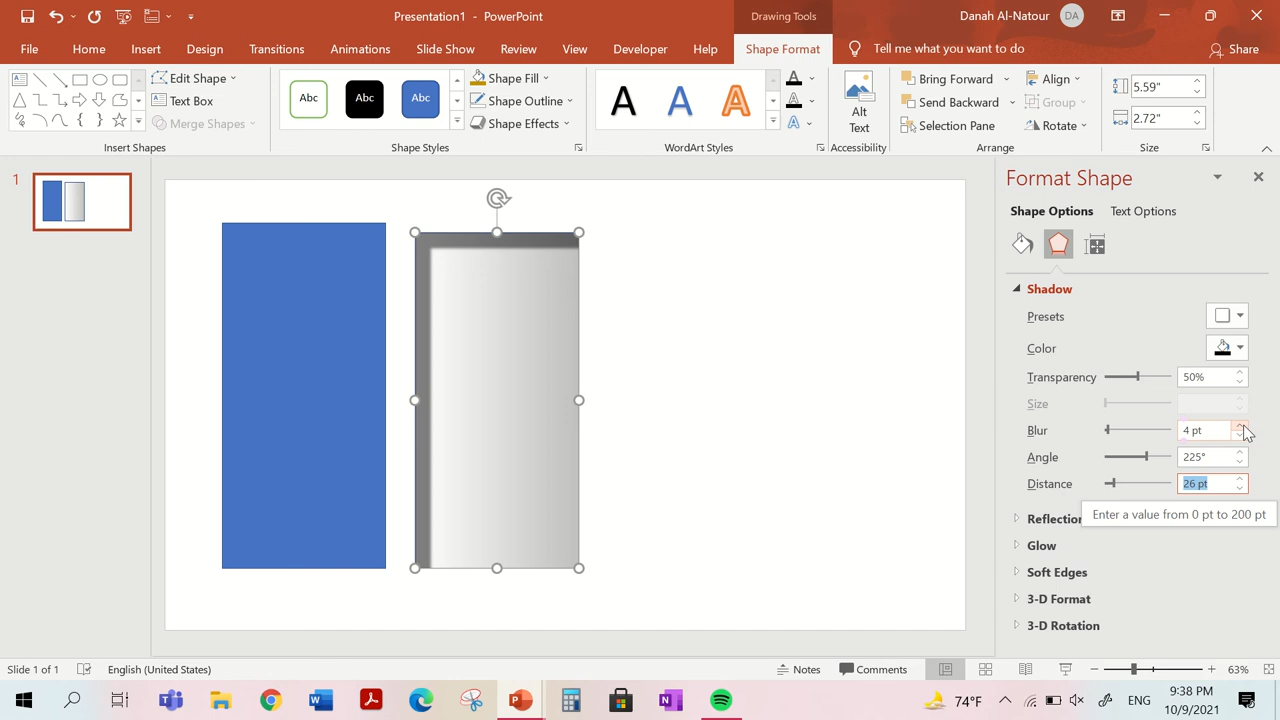 Presentation1 - PowerPoint
Drawing Tools
Danah Al-Natour
DA
File
Home
Insert
Design
Transitions
Animations
Slide Show
Review
View
Developer
Help
Shape Format
Tell me what you want to do
Share
Edit Shape
Text Box
Merge Shapes
Insert Shapes
Abc
Abc
Abc
Shape Fill
Shape Outline
Shape Effects
Shape Styles
A
A
A
A
A
A
WordArt Styles
Alt
Text
Accessibility
Bring Forward
Send Backward
Selection Pane
Align
Group
Rotate
Arrange
5.59"
2.72"
Size
1
Format Shape
Shape Options
Text Options
Shadow
Presets
Color
Transparency
50%
Size
Blur
4 pt
Angle
225°
Distance
26 pt
Enter a value from 0 pt to 200 pt
Reflection
Glow
Soft Edges
3-D Format
3-D Rotation
Slide 1 of 1
English (United States)
Notes
Comments
63%
74°F
ENG
9:38 PM
10/9/2021